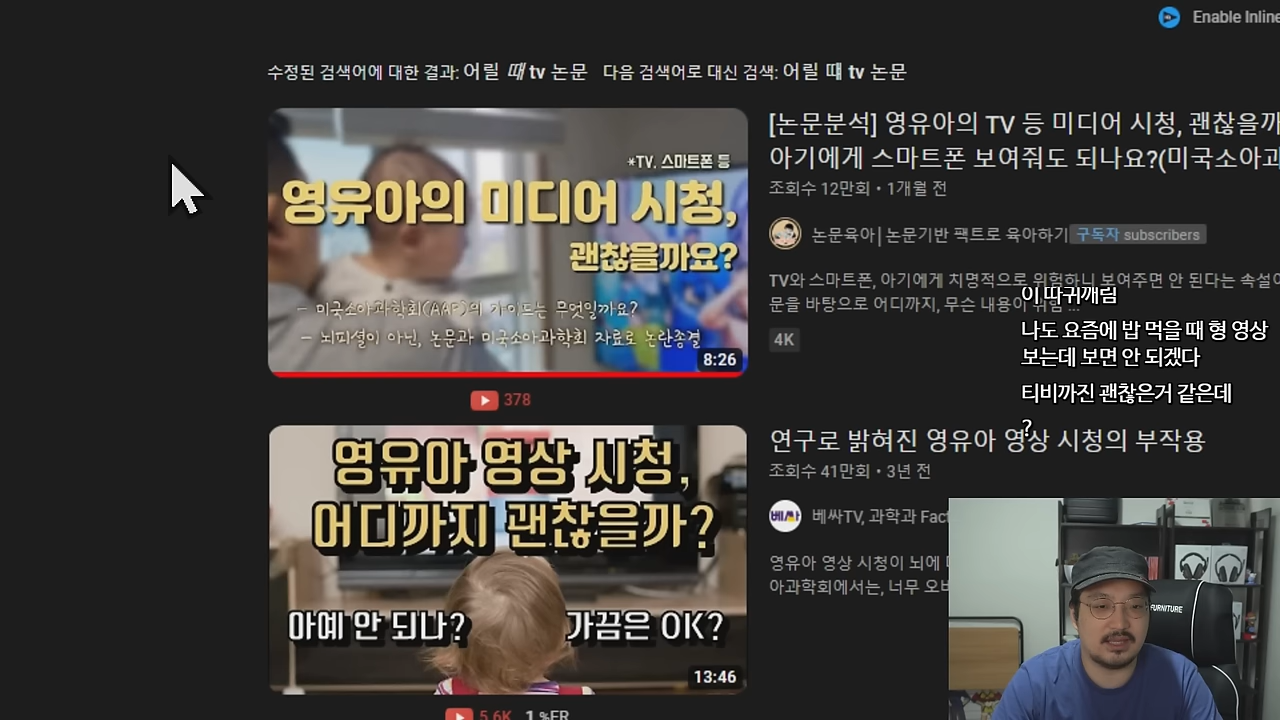 Enable Inline
수정된 검색어에 대한 결과: 어릴 때 tv 논문 다음 검색어로 대신 검색: 어릴 떄 tv 논문
*TV, 스마트폰 등
영유아의 미디어 시청,
괜찮을까요?
- 미국소아과학회(AAP)의 가이드는 무엇일까요?
- 뇌피셜이 아닌, 논문과 미국소아과학회 자료로 논란종결
8:26
378
[논문분석] 영유아의 TV 등 미디어 시청, 괜찮을까
아기에게 스마트폰 보여줘도 되나요?(미국소아과
조회수 12만회 • 1개월 전
논문육아 | 논문기반 팩트로 육아하기 구독자 subscribers
TV와 스마트폰, 아기에게 치명적으로 위험하니 보여주면 안 된다는 속설
문을 바탕으로 어디까지, 무슨 내용이 위험 ...
4K
이 따귀깨림
나도 요즘에 밥 먹을 때 형 영상
보는데 보면 안 되겠다
티비까진 괜찮은거 같은데
?
영유아 영상 시청,
어디까지 괜찮을까?
아예 안 되나?
가끔은 OK?
13:46
5.6K 1 %ER
연구로 밝혀진 영유아 영상 시청의 부작용
조회수 41만회 • 3년 전
베싸
베싸TV, 과학과 Fact
영유아 영상 시청이 뇌에
아과학회에서는, 너무 오
FURNITURE